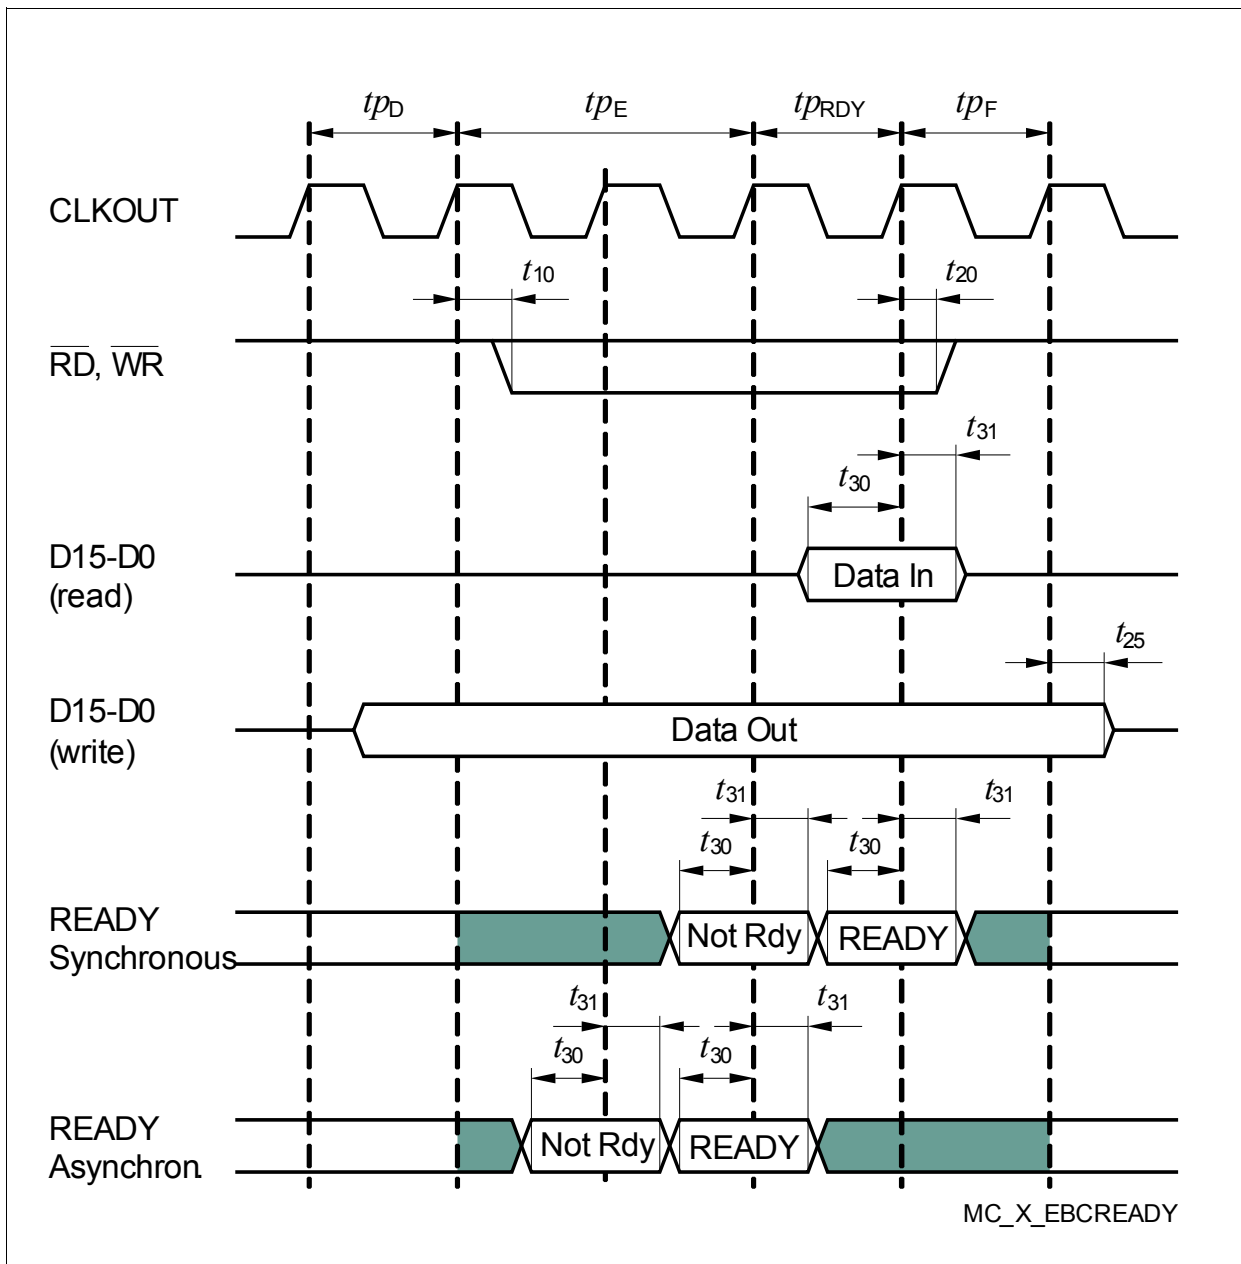 tpD tpE tpRDY tpF
CLKOUT
t10 t20
RD, WR
t31
t30
D15-D0
(read)
Data In
t25
D15-D0
(write)
Data Out
t31 t31
t30 t30
READY
Synchronous
Not Rdy READY
t31 t31
t30 t30
READY
Asynchron.
Not Rdy READY
MC_X_EBCREADY